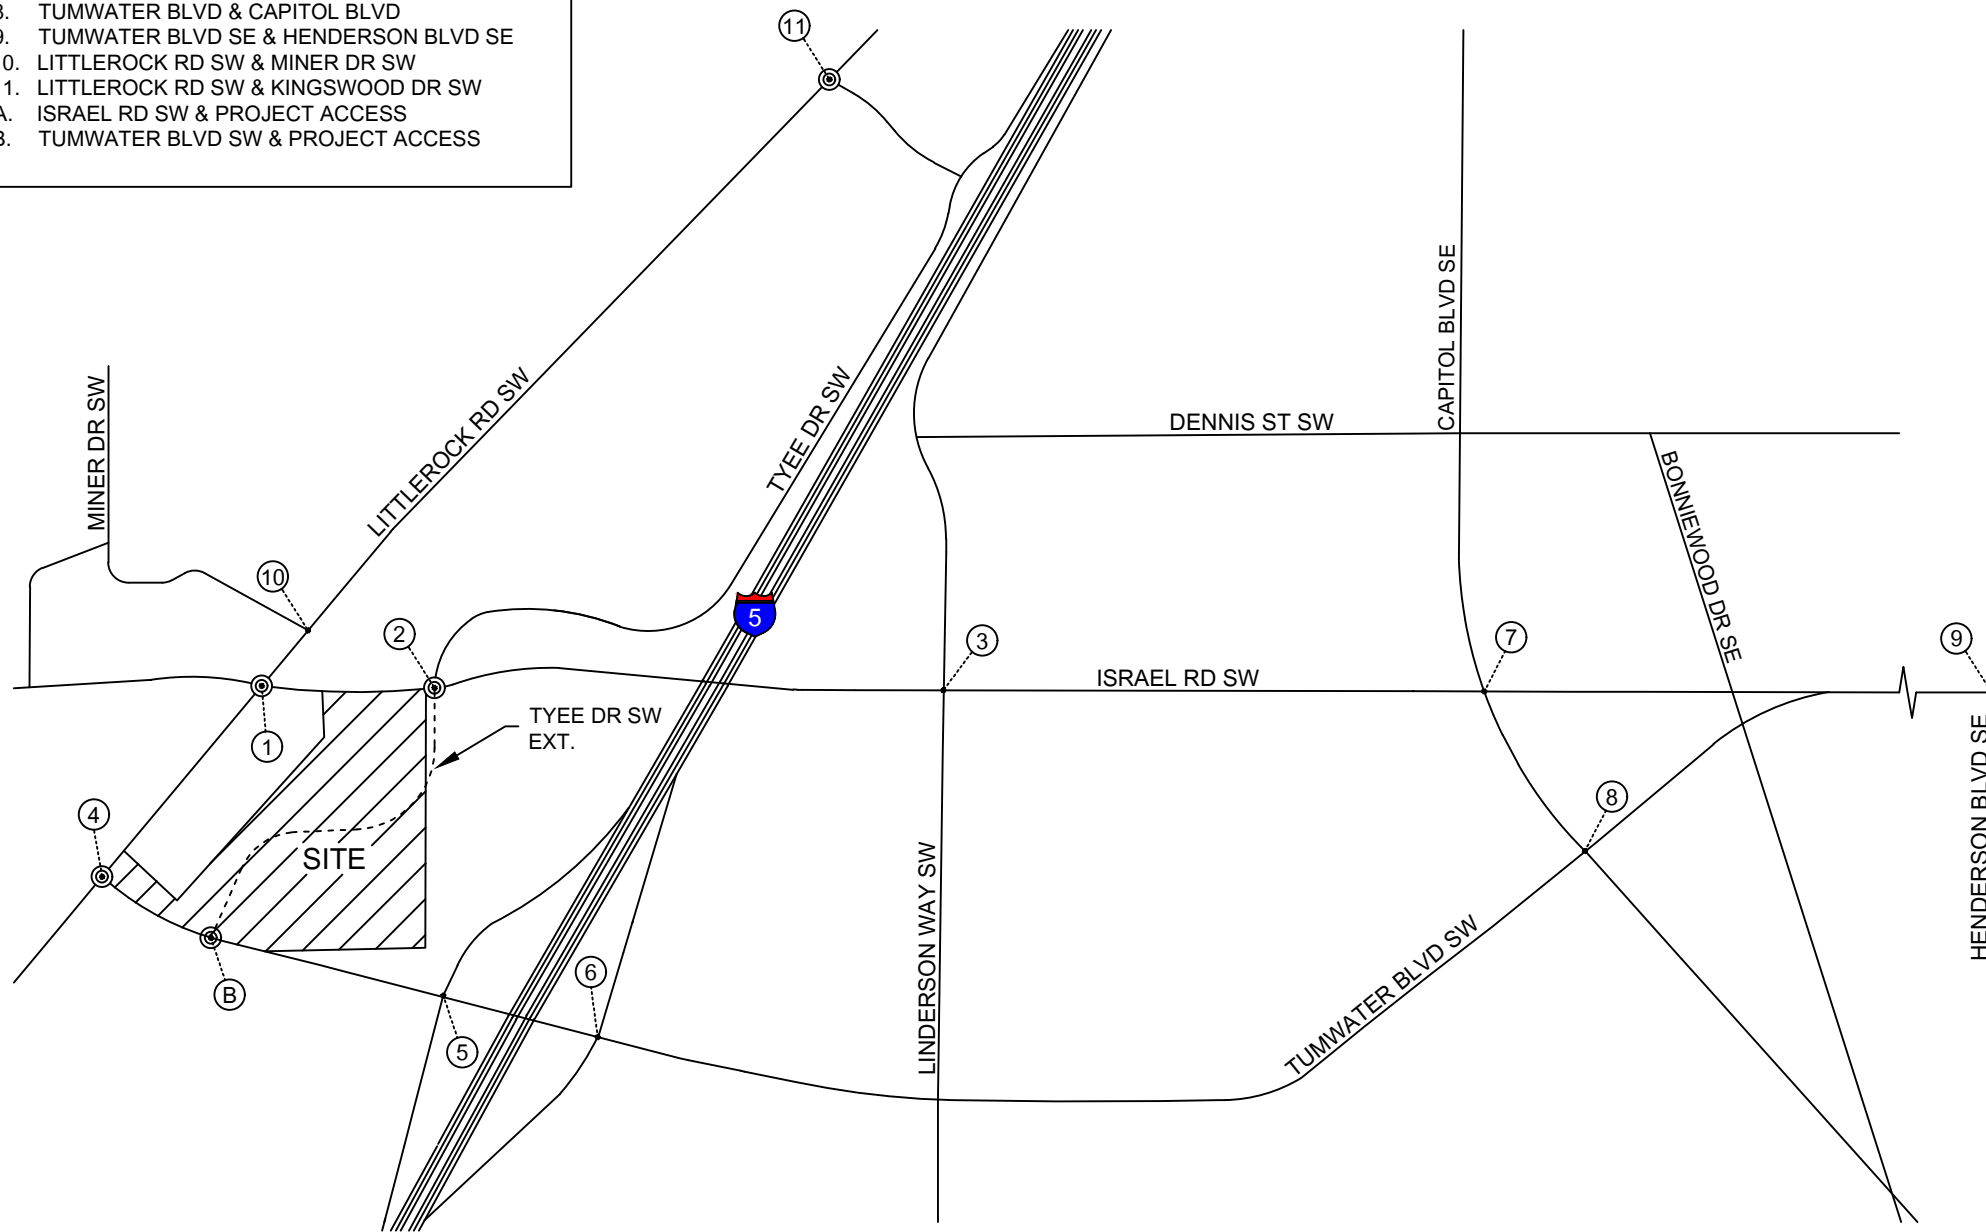 8. TUMWATER BLVD & CAPITOL BLVD
9. TUMWATER BLVD SE & HENDERSON BLVD SE
10. LITTLEROCK RD SW & MINER DR SW
11. LITTLEROCK RD SW & KINGSWOOD DR SW
A. ISRAEL RD SW & PROJECT ACCESS
B. TUMWATER BLVD SW & PROJECT ACCESS
11
MINER DR SW
LITTLEROCK RD SW
TYEE DR SW
CAPITOL BLVD SE
DENNIS ST SW
BONNIEWOOD DR SE
10
2
5
3
7
9
ISRAEL RD SW
1
TYEE DR SW
EXT.
HENDERSON BLVD SE
4
8
SITE
LINDERSON WAY SW
TUMWATER BLVD SW
B
6
5